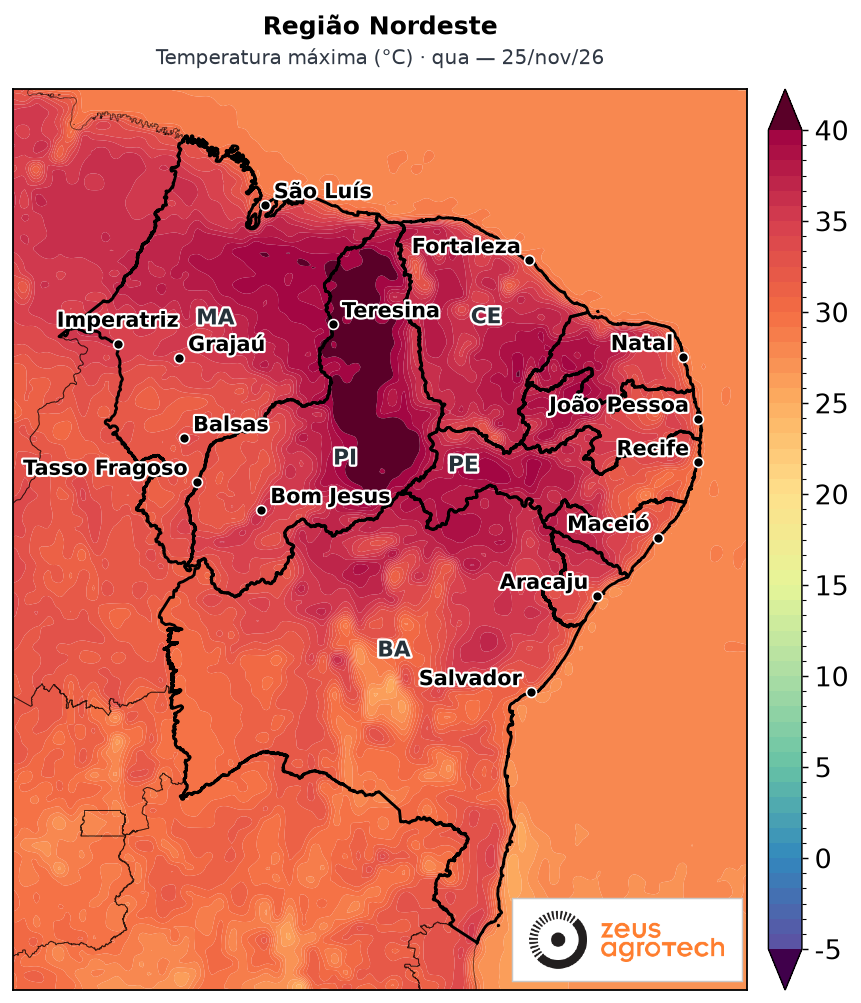 Região Nordeste
Temperatura máxima (°C) · qua — 25/nov/26
São Luís
Fortaleza
Imperatriz
MA
Teresina
CE
Grajaú
Natal
João Pessoa
Balsas
Recife
PI
PE
Tasso Fragoso
Bom Jesus
Maceió
Aracaju
BA
Salvador
40
35
30
25
20
15
10
5
0
-5
zeus
agrotech